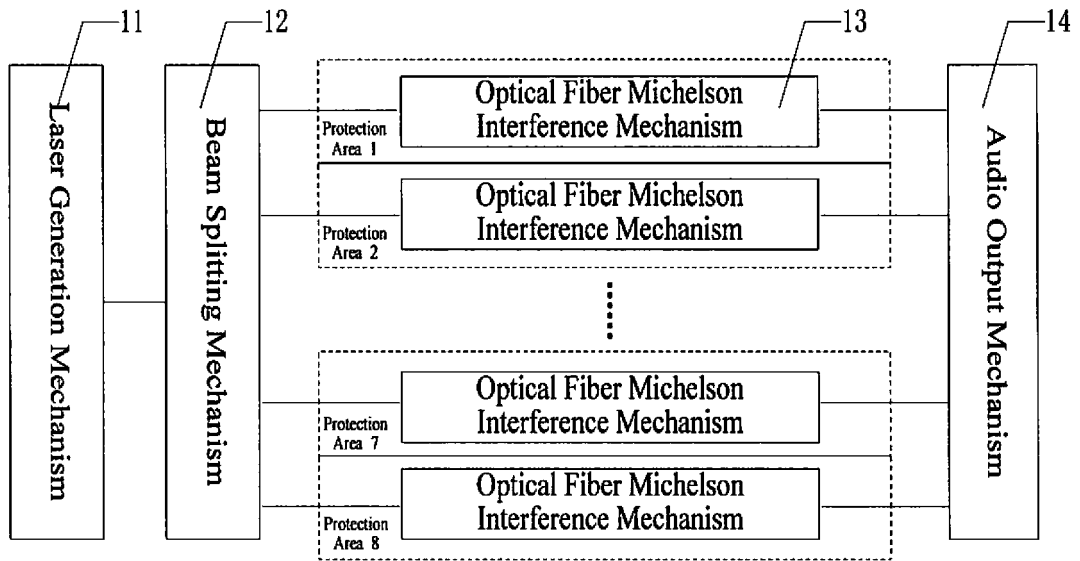 11
12
13
14
Laser Generation Mechanism
Beam Splitting Mechanism
Optical Fiber Michelson
Interference Mechanism
Protection
Area 1
Optical Fiber Michelson
Interference Mechanism
Protection
Area 2
Optical Fiber Michelson
Interference Mechanism
Protection
Area 7
Optical Fiber Michelson
Interference Mechanism
Protection
Area 8
Audio Output Mechanism